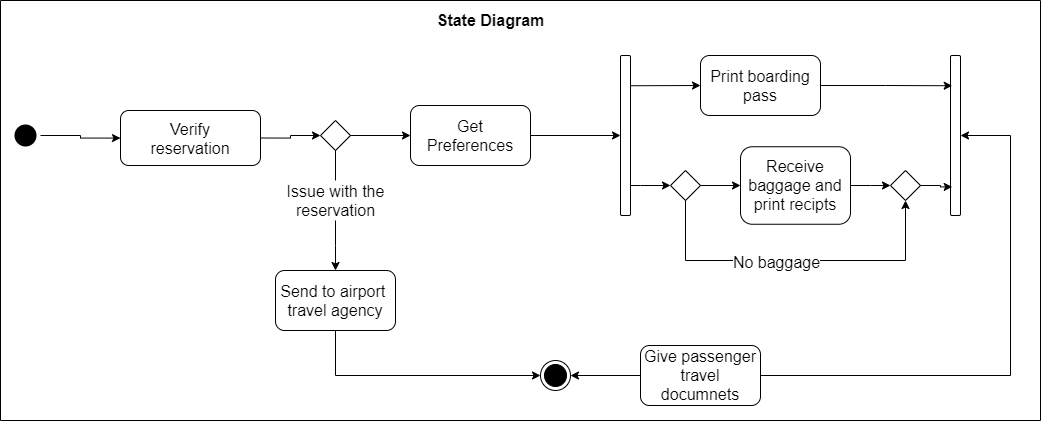 State Diagram
Verify
reservation
Get
Preferences
Print boarding
pass
Receive
baggage and
print recipts
Issue with the
reservation
No baggage
Send to airport
travel agency
Give passenger
travel
documnets